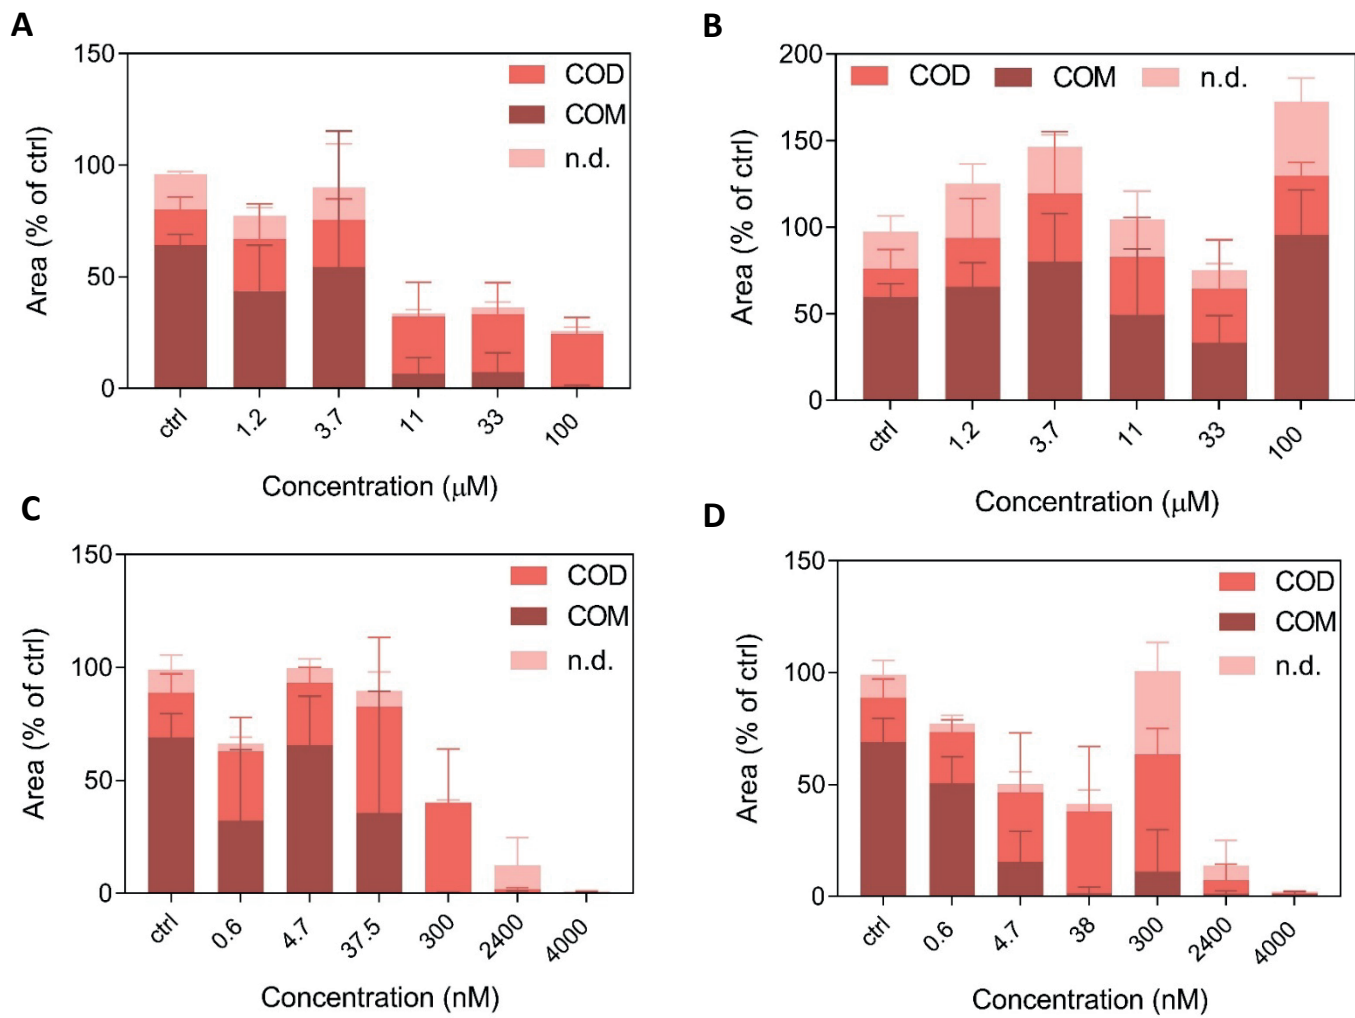 A
150
100
50
0
Area (% of ctrl)
COD
COM
n.d.
ctrl
1.2
3.7
11
33
100
Concentration (μM)
B
200
150
100
50
0
Area (% of ctrl)
COD COM n.d.
ctrl
1.2
3.7
11
33
100
Concentration (μM)
C
150
100
50
0
Area (% of ctrl)
COD
COM
n.d.
ctrl
0.6
4.7
37.5
300
2400
4000
Concentration (nM)
D
150
100
50
0
Area (% of ctrl)
COD
COM
n.d.
ctrl
0.6
4.7
38
300
2400
4000
Concentration (nM)